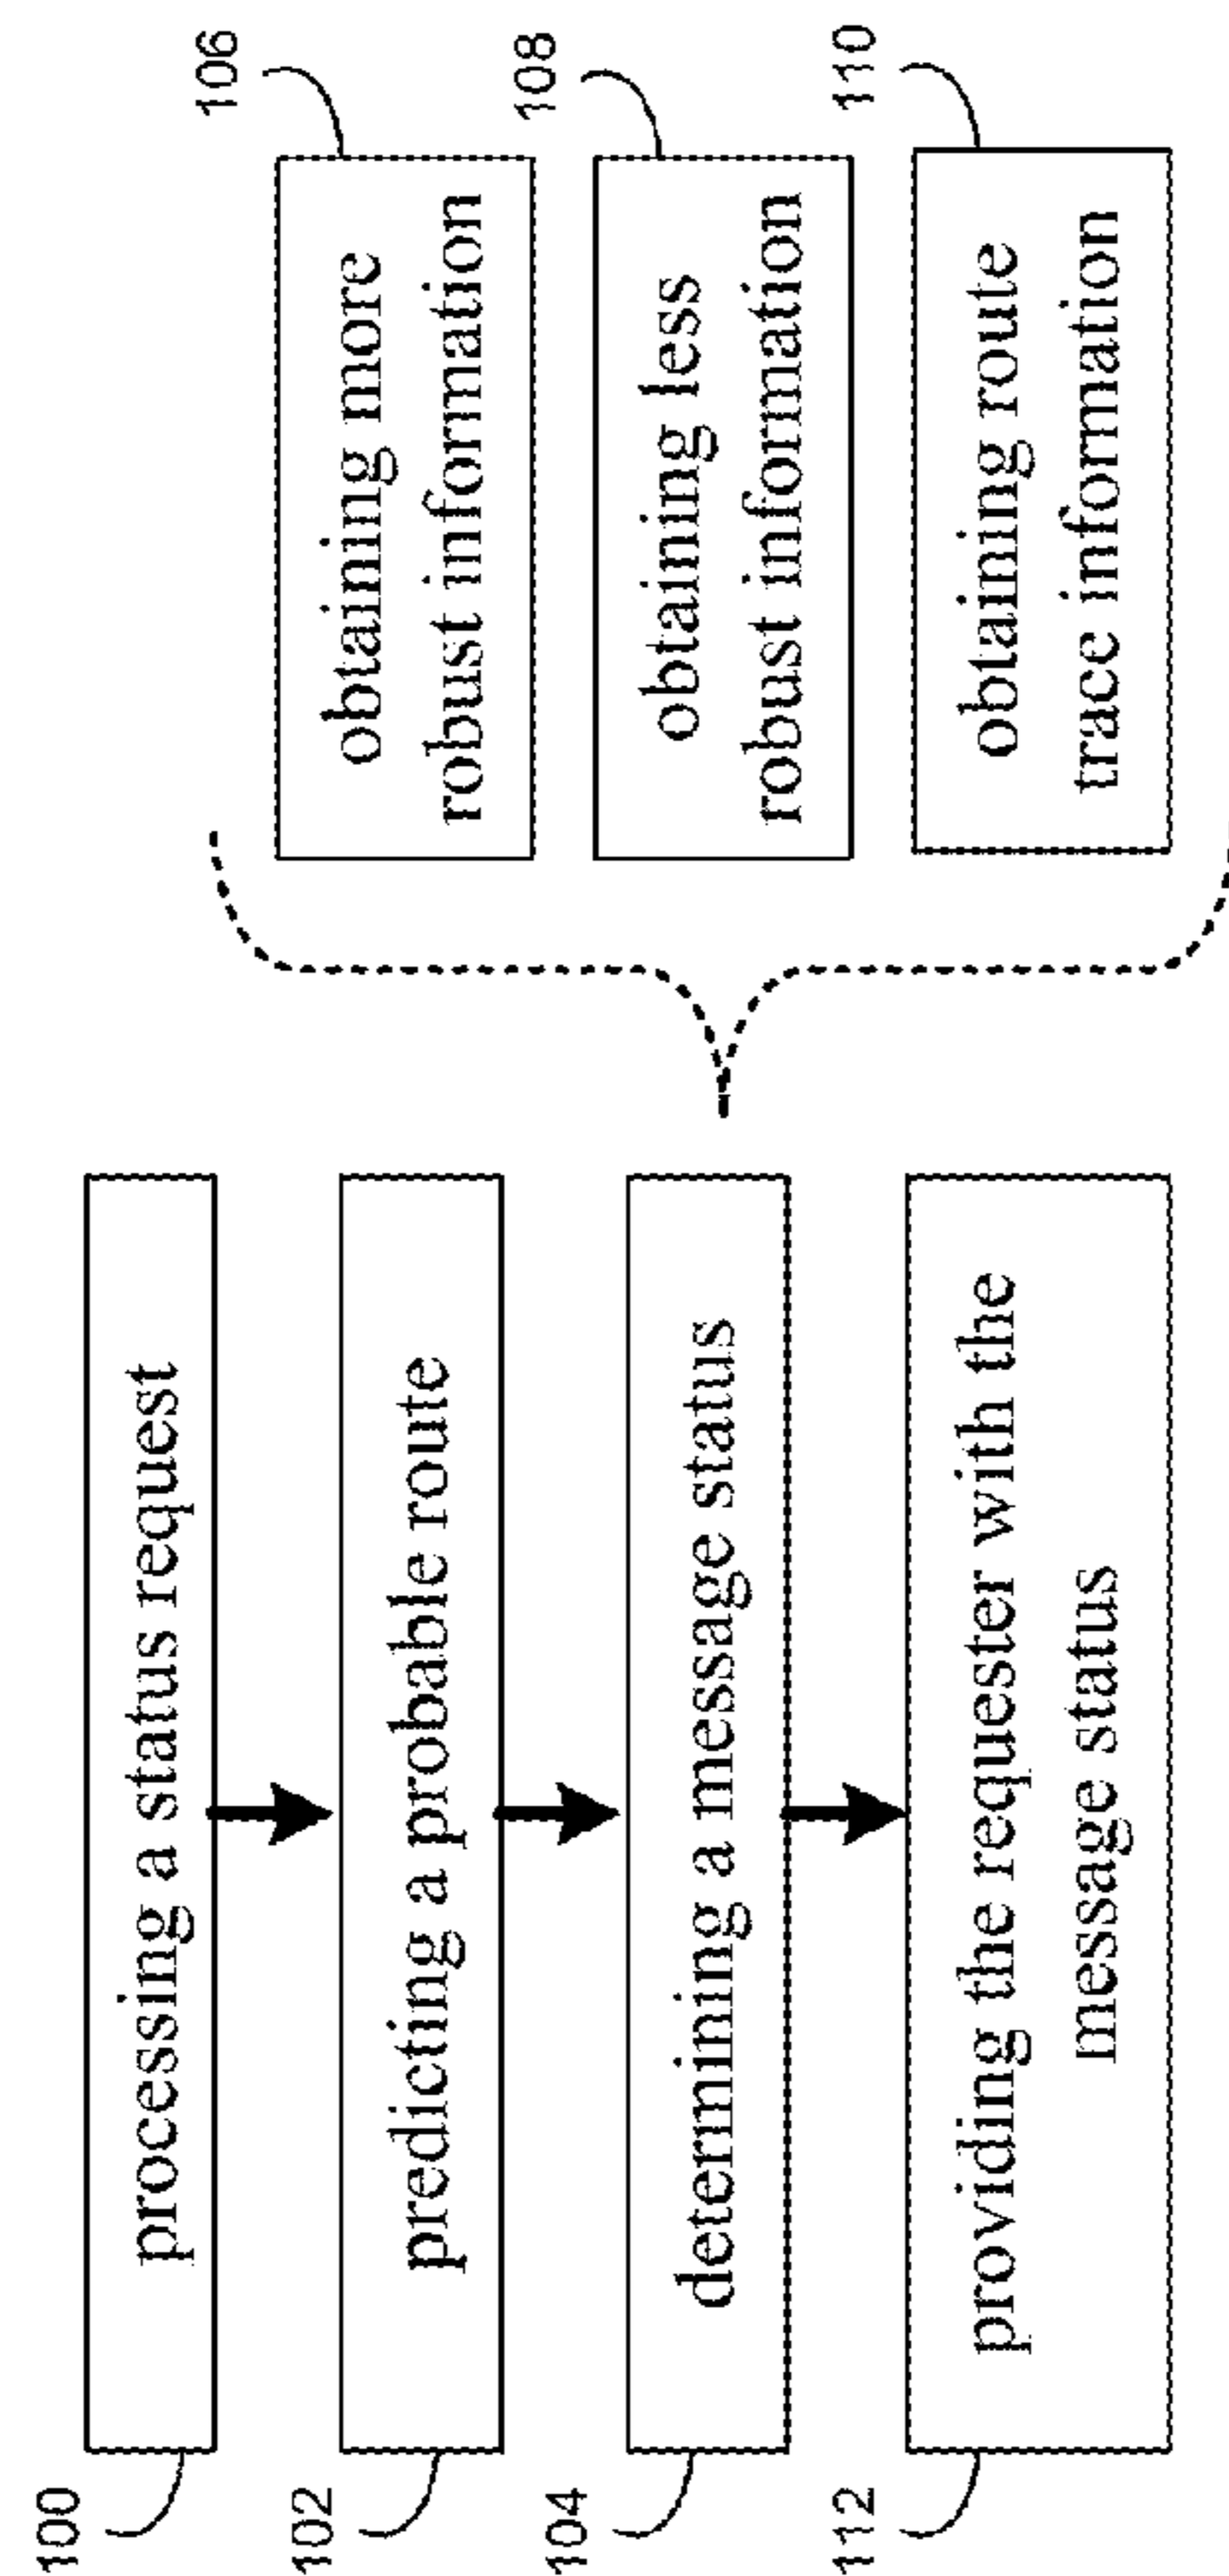 100
processing a status request
102
predicting a probable route
104
determining a message status
112
providing the requester with the
message status
106
obtaining more
robust information
108
obtaining less
robust information
110
obtaining route
trace information